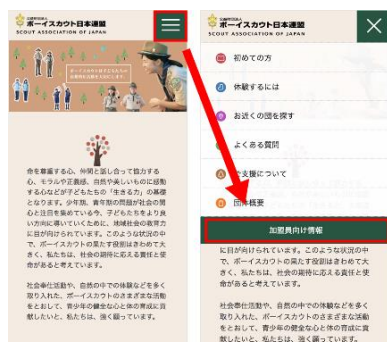 公益財団法人
ボーイスカウト日本連盟
SCOUT ASSOCIATION OF JAPAN
命を尊重する心、仲間と話し合って協力する
心、モラルや正義感、自然や美しいものに感動
する心などが子どもたちの「生きる力」の基礎
となります。少年期、青年期の問題が社会の関
心と注目を集めている今、子どもたちをより良
い方向に導いていくために、地域社会の教育力
に目が向けられています。このような状況の中
で、ボーイスカウトの果たす役割はきわめて大
きく、私たちは、社会の期待に応える責任と使
命があると考えています。
社会奉仕活動や、自然の中での体験などを多く
取り入れた、ボーイスカウトのさまざまな活動
をとおして、青少年の健全な心と体の育成に貢
献したいと、私たちは、強く願っています。
公益財団法人
ボーイスカウト日本連盟
SCOUT ASSOCIATION OF JAPAN
初めての方
体験するには
お近くの団を探す
よくある質問
ご支援について
団体概要
加盟員向け情報
に目が向けられています。このような状況の中
で、ボーイスカウトの果たす役割はきわめて大
きく、私たちは、社会の期待に応える責任と使
命があると考えています。
社会奉仕活動や、自然の中での体験などを多く
取り入れた、ボーイスカウトのさまざまな活動
をとおして、青少年の健全な心と体の育成に貢
献したいと、私たちは、強く願っています。